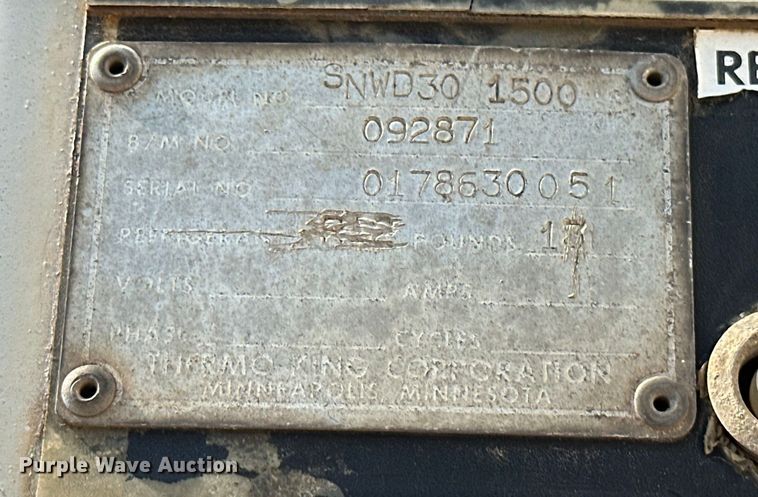 MODEL NO SNWD30 1500
RE
B/M NO. 092871
SERIAL NO 0178630051
REFRIGERANT POUNDS
VOLTS AMPS
PHASE CYCLES
THERMO KING CORPORATION
MINNEAPOLIS, MINNESOTA
Purple Wave Auction